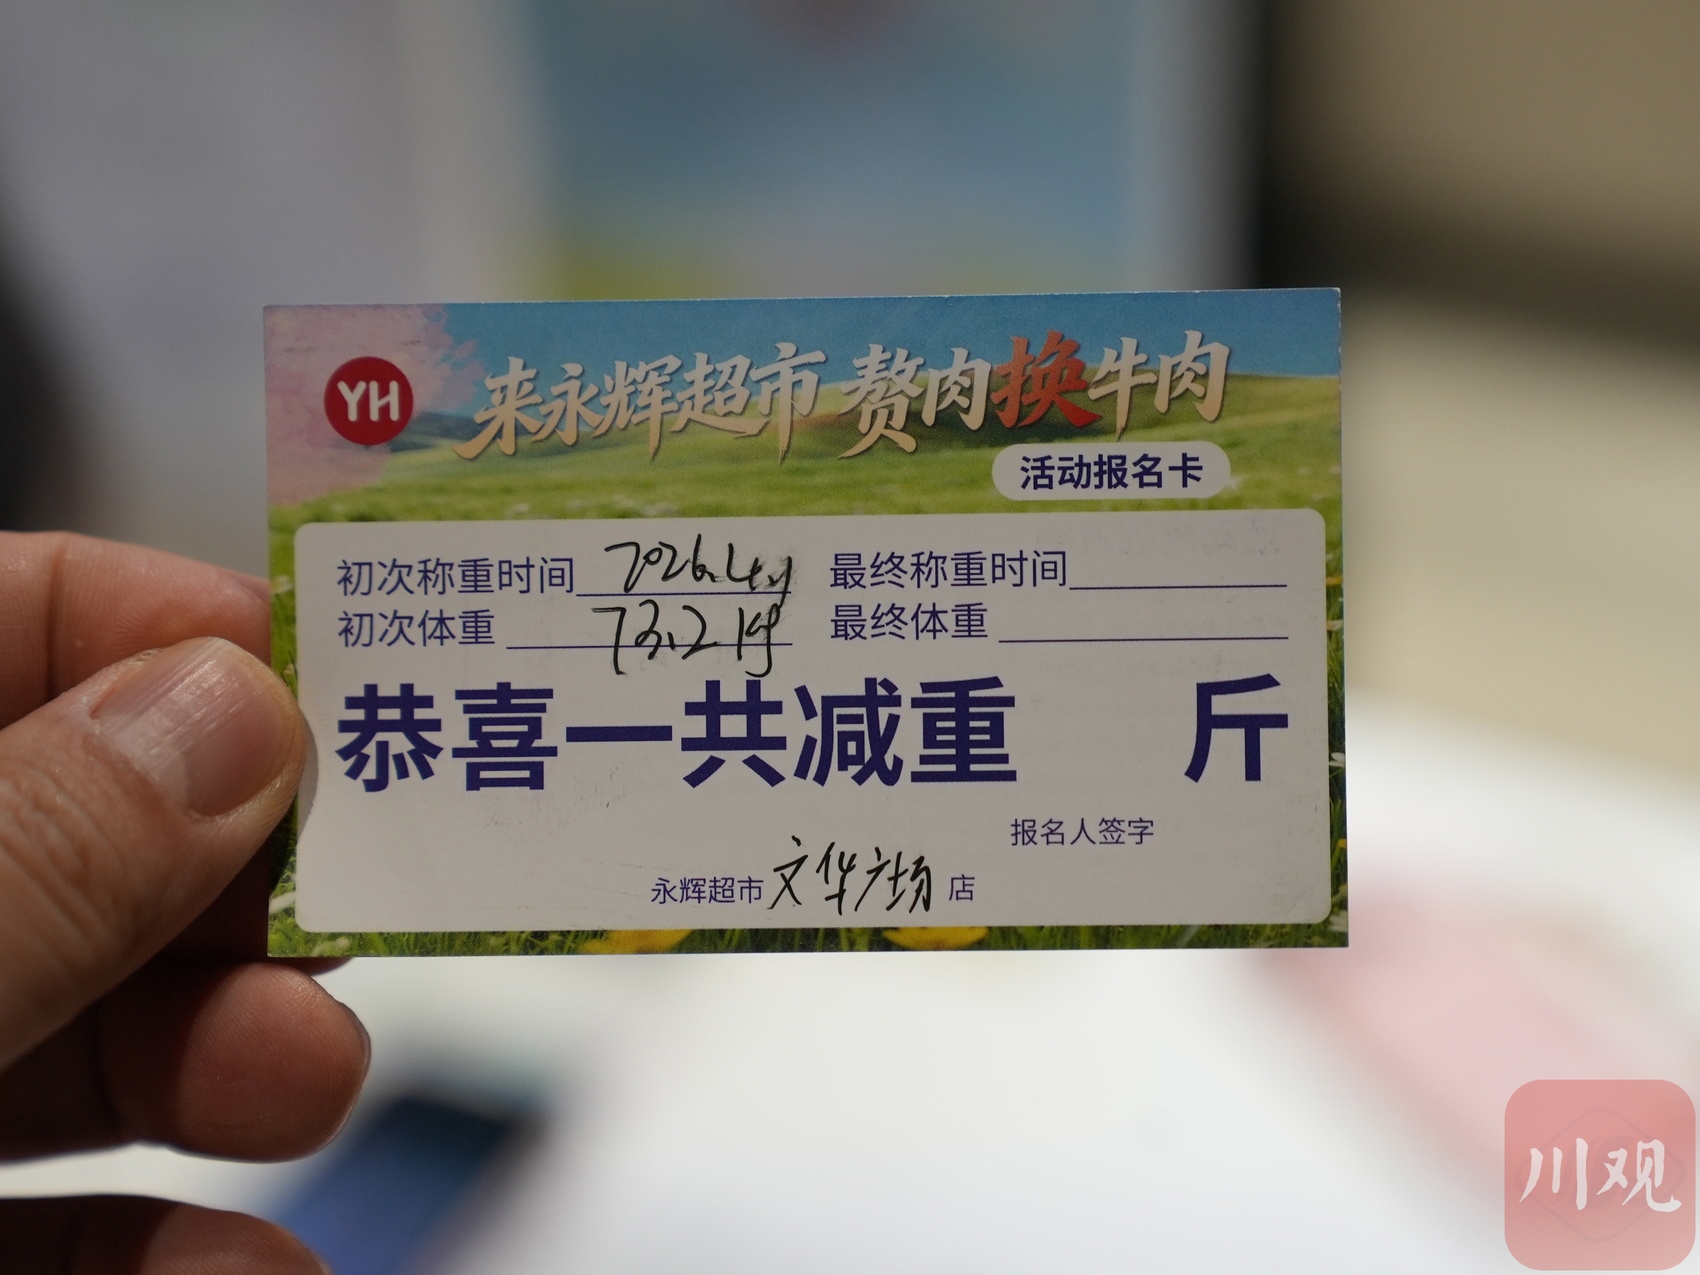 YH
来永辉超市 赘肉换牛肉
活动报名卡
初次称重时间 2026.4. 最终称重时间
初次体重 73.2 kg 最终体重
恭喜一共减重 斤
报名人签字
永辉超市 文华广场 店
川观